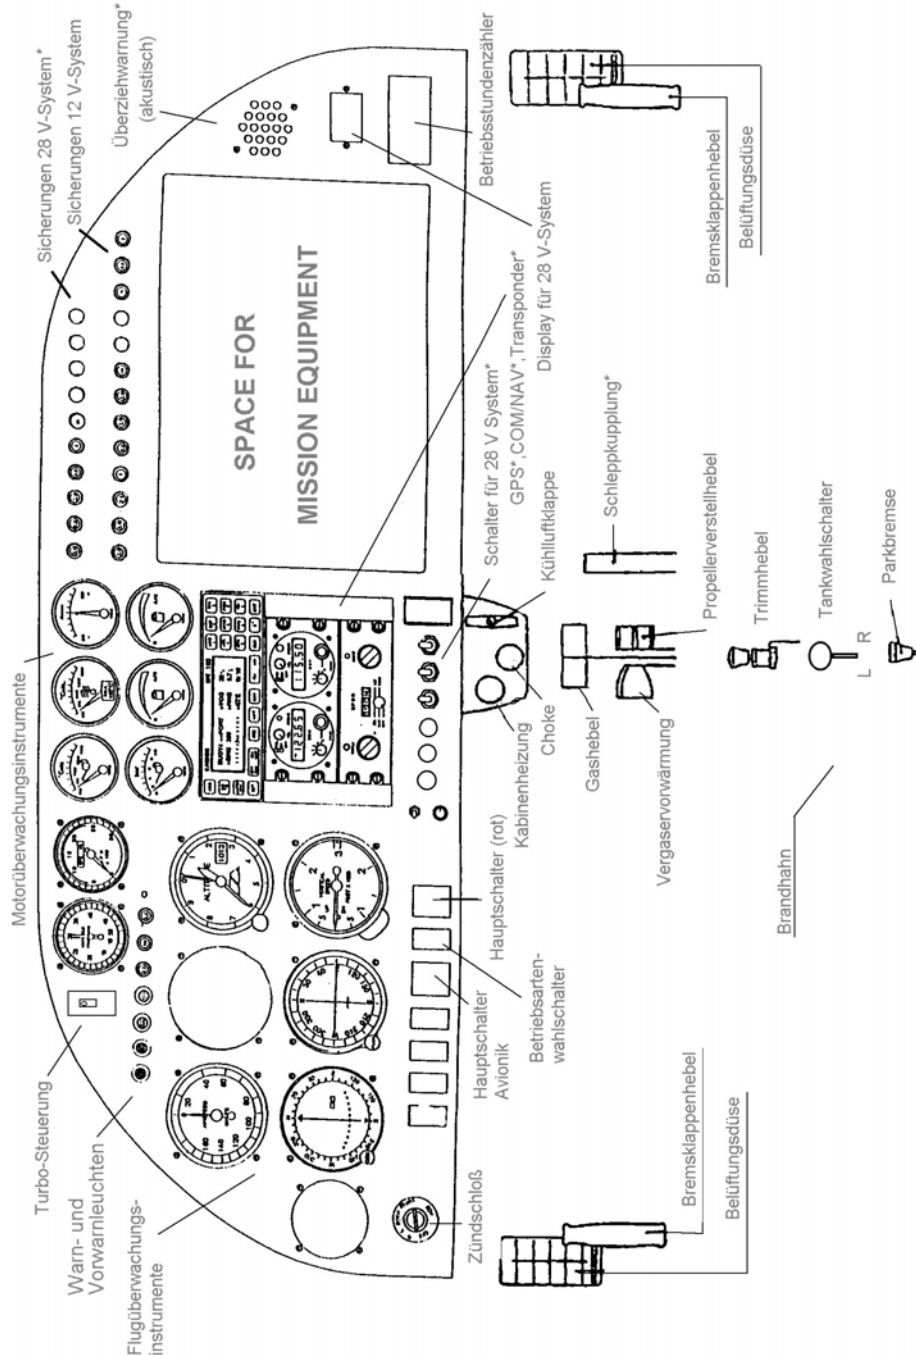 Sicherungen 28 V-System*
Sicherungen 12 V-System
Überziehwarnung*
(akustisch)
Motorüberwachungsinstrumente
Turbo-Steuerung
Warn- und
Vorwarnleuchten
Flugüberwachungs-
instrumente
SPACE FOR
MISSION EQUIPMENT
ALTITUDE
Betriebsstundenzähler
Display für 28 V-System
GPS*,COM/NAV*,Transponder*
Schalter für 28 V System*
Kühlluftklappe
Choke
Kabinenheizung
Hauptschalter (rot)
Betriebsarten-
wahlschalter
Hauptschalter
Avionik
Zündschloß
Gashebel
Schleppkupplung*
Vergaservorwärmung
Propellerverstellhebel
Trimmhebel
Tankwahlschalter
L R
Parkbremse
Brandhahn
Bremsklappenhebel
Belüftungsdüse
Bremsklappenhebel
Belüftungsdüse